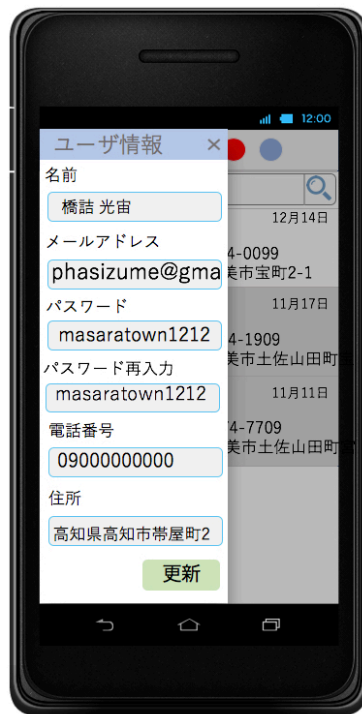 12:00
ユーザ情報 ×
名前
橋詰 光宙
メールアドレス
phasizume@gma
パスワード
masaratown1212
パスワード再入力
masaratown1212
電話番号
09000000000
住所
高知県高知市帯屋町2
更新
12月14日
4-0099
美市宝町2-1
11月17日
4-1909
美市土佐山田町
11月11日
4-7709
美市土佐山田町